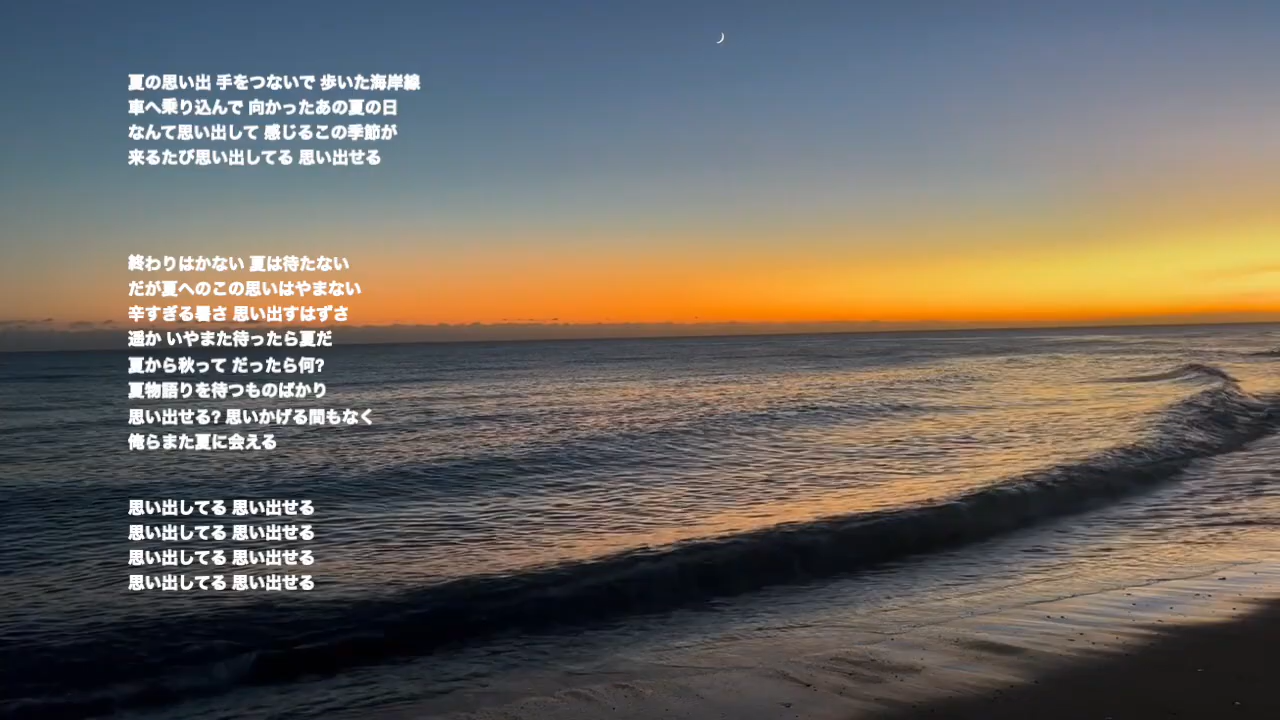 夏の思い出 手をつないで 歩いた海岸線
車へ乗り込んで 向かったあの夏の日
なんて思い出して 感じるこの季節が
来るたび思い出してる 思い出せる
終わりはかない 夏は待たない
だが夏へのこの思いはやまない
辛すぎる暑さ 思い出すはずさ
遥か いやまた待ったら夏だ
夏から秋って だったら何?
夏物語りを待つものばかり
思い出せる? 思いかげる間もなく
俺らまた夏に会える
思い出してる 思い出せる
思い出してる 思い出せる
思い出してる 思い出せる
思い出してる 思い出せる